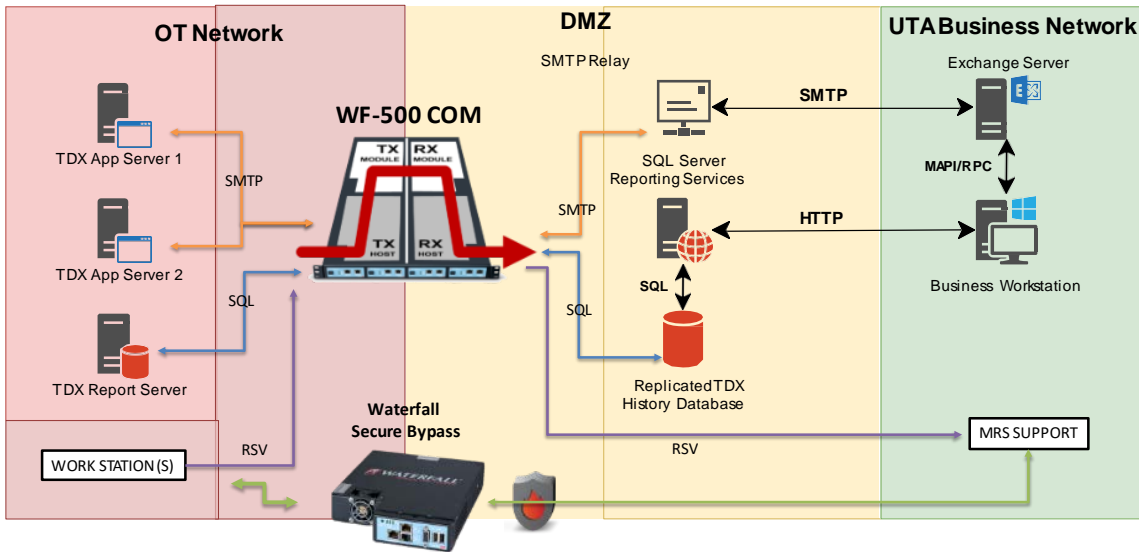 OT Network
DMZ
UTA Business Network
SMTP Relay
Exchange Server
WF-500 COM
SMTP
TX
MODULE
RX
MODULE
TDX App Server 1
SQL Server
Reporting Services
MAPI/RPC
SMTP
SMTP
HTTP
TX
HOST
RX
HOST
TDX App Server 2
SQL
Business Workstation
SQL
SQL
TDX Report Server
Replicated TDX
History Database
Waterfall
Secure Bypass
WORK STATION(S)
RSV
RSV
MRS SUPPORT
WATERFALL